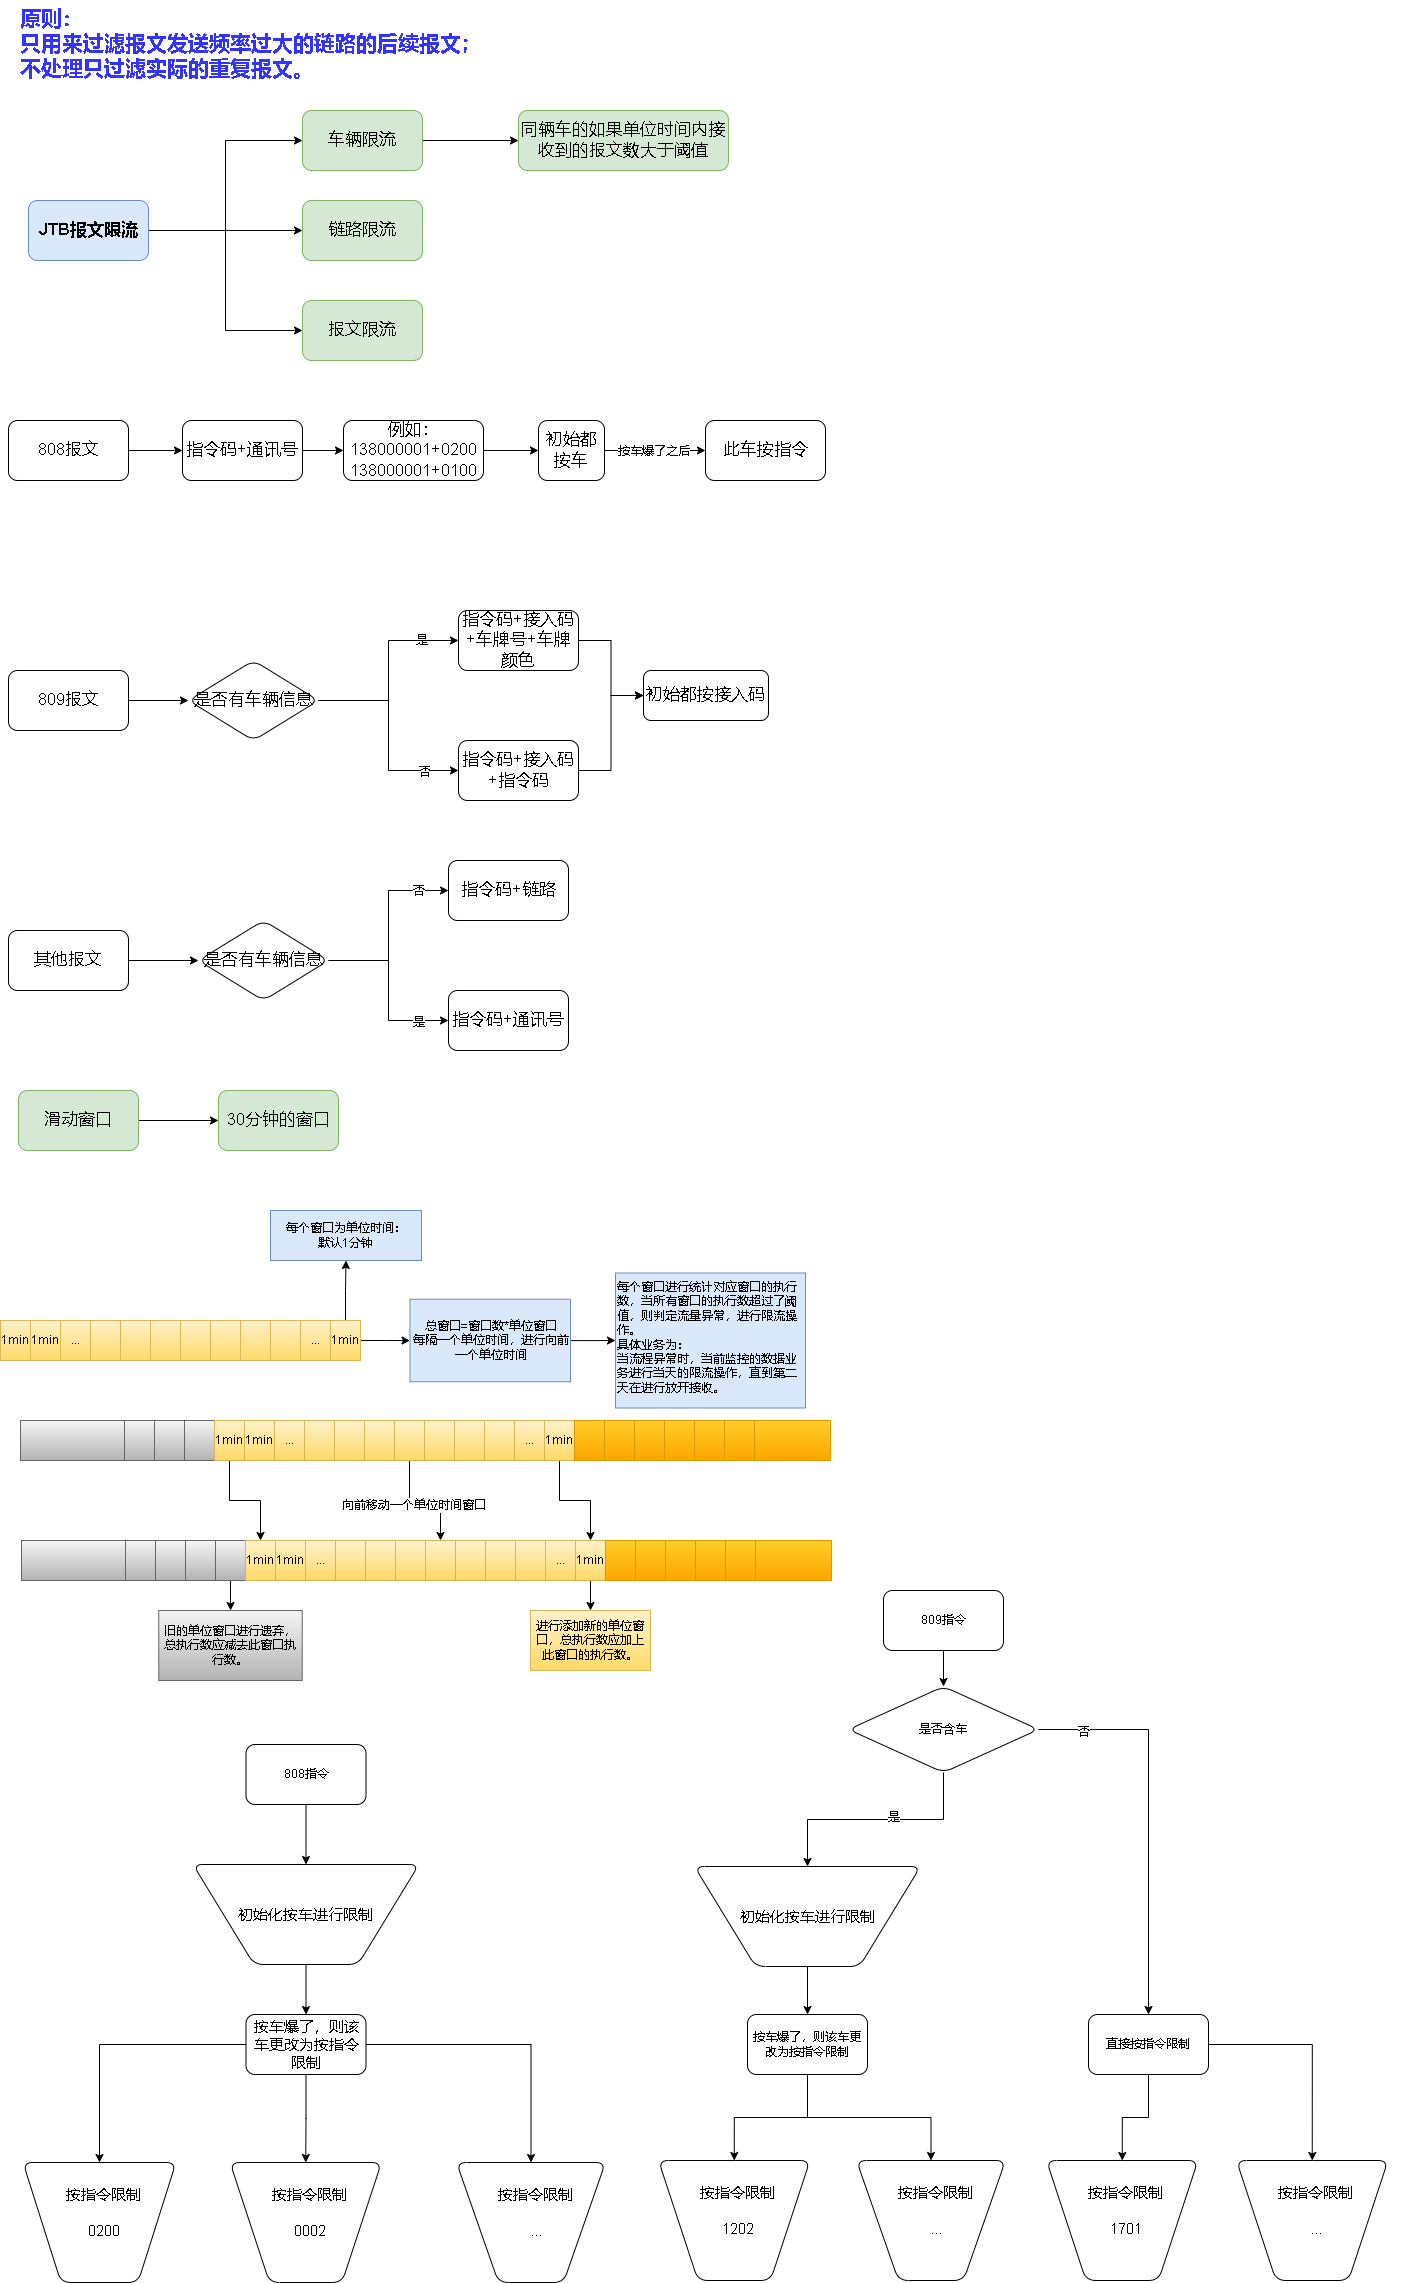 原则：
只用来过滤报文发送频率过大的链路的后续报文；
不处理只过滤实际的重复报文。
车辆限流
同辆车的如果单位时间内接
收到的报文数大于阈值
JTB报文限流
链路限流
报文限流
808报文
指令码+通讯号
例如：
138000001+0200
138000001+0100
初始都
按车
按车爆了之后
此车按指令
809报文
是否有车辆信息
是
指令码+接入码
+车牌号+车牌
颜色
初始都按接入码
否
指令码+接入码
+指令码
其他报文
是否有车辆信息
否
指令码+链路
是
指令码+通讯号
滑动窗口
30分钟的窗口
每个窗口为单位时间：
默认1分钟
1min
1min
...
...
1min
总窗口=窗口数*单位窗口
每隔一个单位时间，进行向前
一个单位时间
每个窗口进行统计对应窗口的执行
数，当所有窗口的执行数超过了阈
值，则判定流量异常，进行限流操
作。
具体业务为：
当流程异常时，当前监控的数据业
务进行当天的限流操作，直到第二
天在进行放开接收。
1min
1min
...
...
1min
向前移动一个单位时间窗口
1min
1min
...
...
1min
旧的单位窗口进行遗弃，
总执行数应减去此窗口执
行数。
进行添加新的单位窗
口，总执行数应加上
此窗口的执行数。
809指令
是否含车
否
是
808指令
初始化按车进行限制
初始化按车进行限制
按车爆了，则该
车更改为按指令
限制
按车爆了，则该车更
改为按指令限制
直接按指令限制
按指令限制
0200
按指令限制
0002
按指令限制
...
按指令限制
1202
按指令限制
...
按指令限制
1701
按指令限制
...